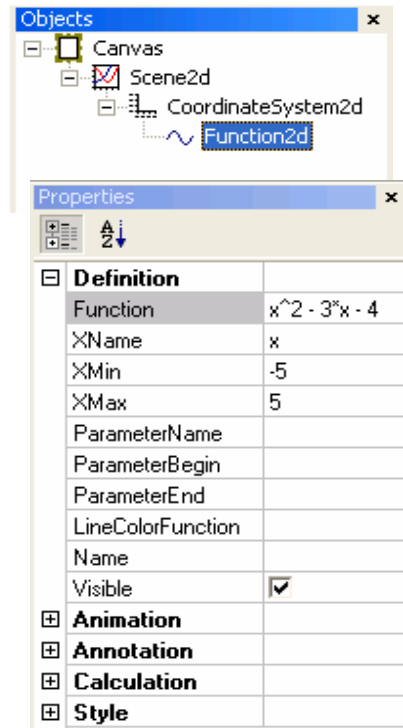 Objects
Canvas
Scene2d
CoordinateSystem2d
Function2d
Properties
Definition
Function x^2 - 3*x - 4
XName x
XMin -5
XMax 5
ParameterName
ParameterBegin
ParameterEnd
LineColorFunction
Name
Visible
Animation
Annotation
Calculation
Style